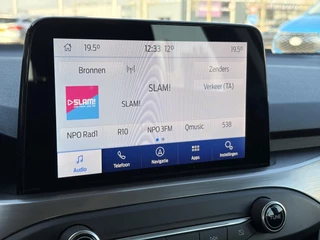 19.5° 12:33 12° 19.5°
Bronnen Zenders
SLAM! Verkeer (TA)
SLAM! SLAM!
NPO Rad1 R10 NPO 3FM Qmusic 538
Audio Telefoon Navigatie Apps Instellingen